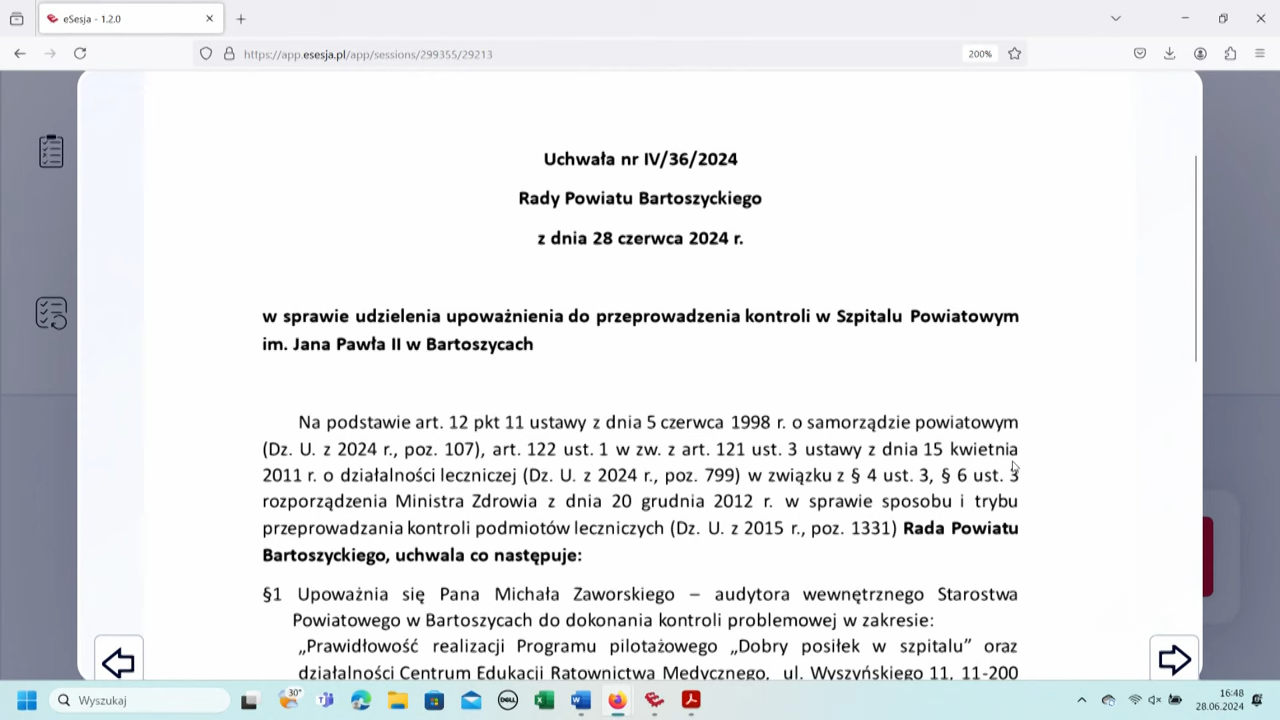 eSesja - 1.2.0
https://app.esesja.pl/app/sessions/299355/29213
200%
Uchwała nr IV/36/2024
Rady Powiatu Bartoszyckiego
z dnia 28 czerwca 2024 r.
w sprawie udzielenia upoważnienia do przeprowadzenia kontroli w Szpitalu Powiatowym
im. Jana Pawła II w Bartoszycach
Na podstawie art. 12 pkt 11 ustawy z dnia 5 czerwca 1998 r. o samorządzie powiatowym
(Dz. U. z 2024 r., poz. 107), art. 122 ust. 1 w zw. z art. 121 ust. 3 ustawy z dnia 15 kwietnia
2011 r. o działalności leczniczej (Dz. U. z 2024 r., poz. 799) w związku z § 4 ust. 3, § 6 ust. 3
rozporządzenia Ministra Zdrowia z dnia 20 grudnia 2012 r. w sprawie sposobu i trybu
przeprowadzania kontroli podmiotów leczniczych (Dz. U. z 2015 r., poz. 1331) Rada Powiatu
Bartoszyckiego, uchwala co następuje:
§1 Upoważnia się Pana Michała Zaworskiego – audytora wewnętrznego Starostwa
Powiatowego w Bartoszycach do dokonania kontroli problemowej w zakresie:
„Prawidłowość realizacji Programu pilotażowego „Dobry posiłek w szpitalu" oraz
działalności Centrum Edukacji Ratownictwa Medycznego, ul. Wyszyńskiego 11, 11-200
Wyszukaj
30°
DELL
16:48
28.06.2024